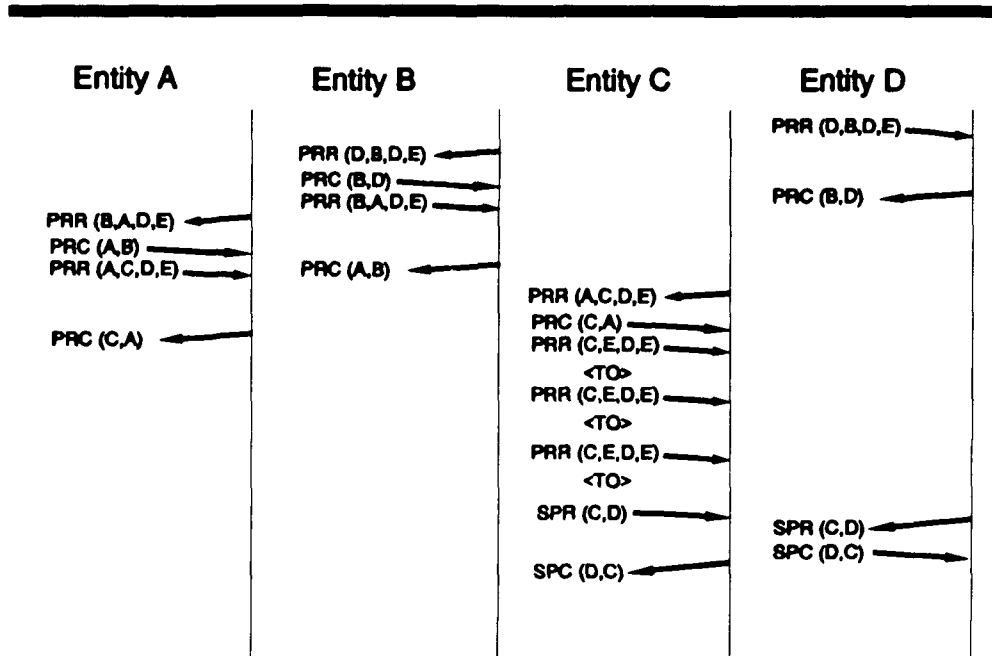 Entity A
Entity B
Entity C
Entity D
PRR (D,B,D,E)
PRR (D,B,D,E)
PRC (B,D)
PRC (B,D)
PRR (B,A,D,E)
PRR (B,A,D,E)
PRC (A,B)
PRR (A,C,D,E)
PRC (A,B)
PRR (A,C,D,E)
PRC (C,A)
PRC (C,A)
PRR (C,E,D,E)
<TO>
PRR (C,E,D,E)
<TO>
PRR (C,E,D,E)
<TO>
SPR (C,D)
SPR (C,D)
SPC (D,C)
SPC (D,C)